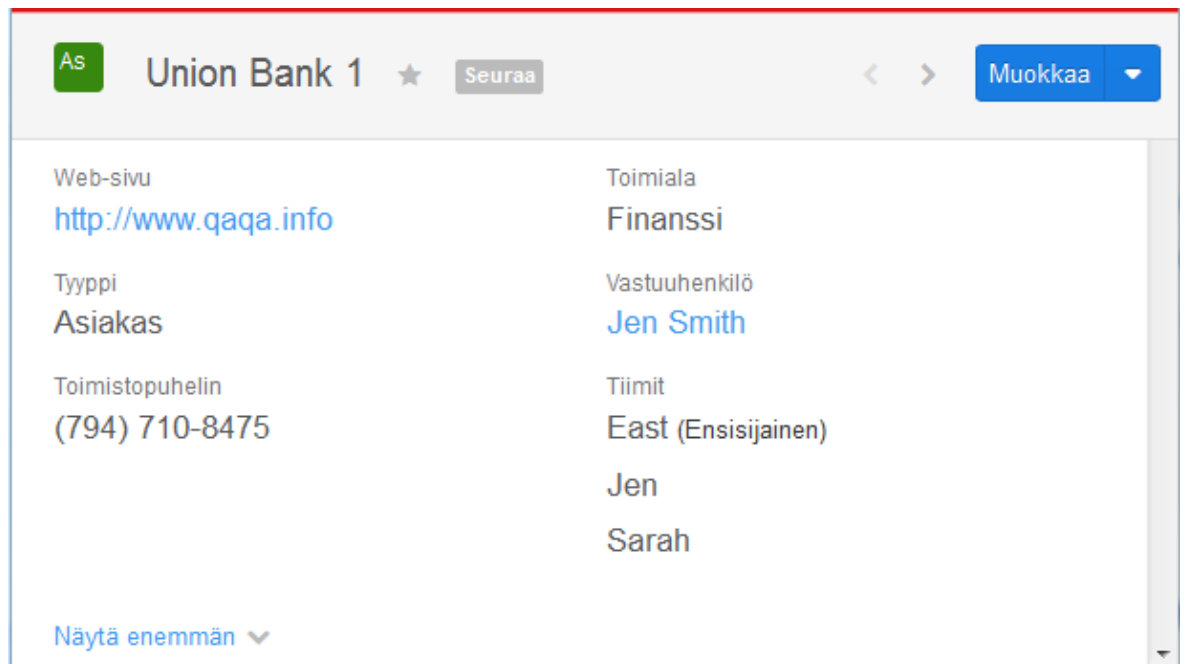 As
Union Bank 1 Seuraa Muokkaa
Web-sivu
http://www.qaqa.info
Toimiala
Finanssi
Tyyppi
Asiakas
Vastuuhenkilö
Jen Smith
Toimistopuhelin
(794) 710-8475
Tiimit
East (Ensisijainen)
Jen
Sarah
Näytä enemmän